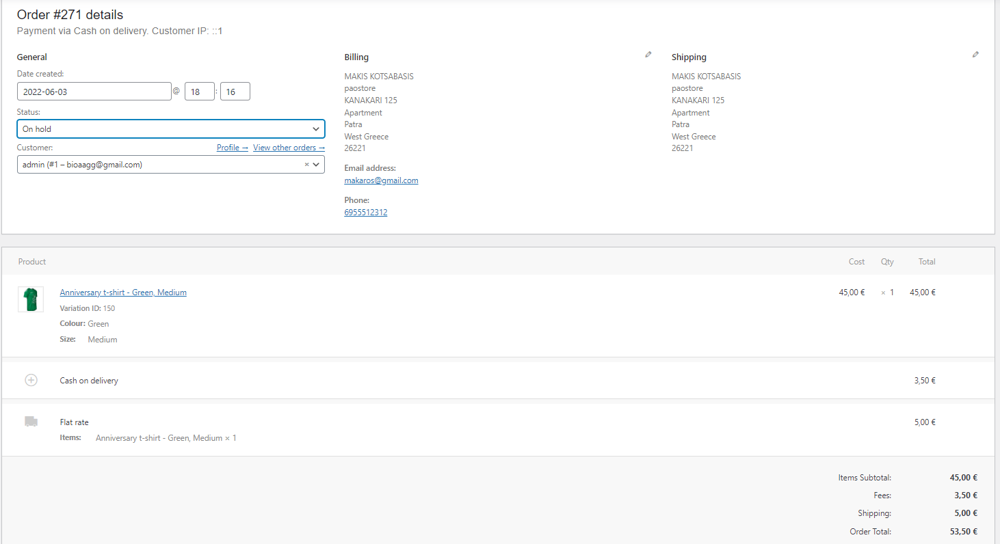 Order #271 details
Payment via Cash on delivery. Customer IP: ::1
General
Date created:
2022-06-03 @ 18 : 16
Status:
On hold
Customer: Profile → View other orders →
admin (#1 – bioaagg@gmail.com) ×
Billing
MAKIS KOTSABASIS
paostore
KANAKARI 125
Apartment
Patra
West Greece
26221
Email address:
makaros@gmail.com
Phone:
6955512312
Shipping
MAKIS KOTSABASIS
paostore
KANAKARI 125
Apartment
Patra
West Greece
26221
Product Cost Qty Total
Anniversary t-shirt - Green, Medium 45,00 € × 1 45,00 €
Variation ID: 150
Colour: Green
Size: Medium
Cash on delivery 3,50 €
Flat rate 5,00 €
Items: Anniversary t-shirt - Green, Medium × 1
Items Subtotal: 45,00 €
Fees: 3,50 €
Shipping: 5,00 €
Order Total: 53,50 €